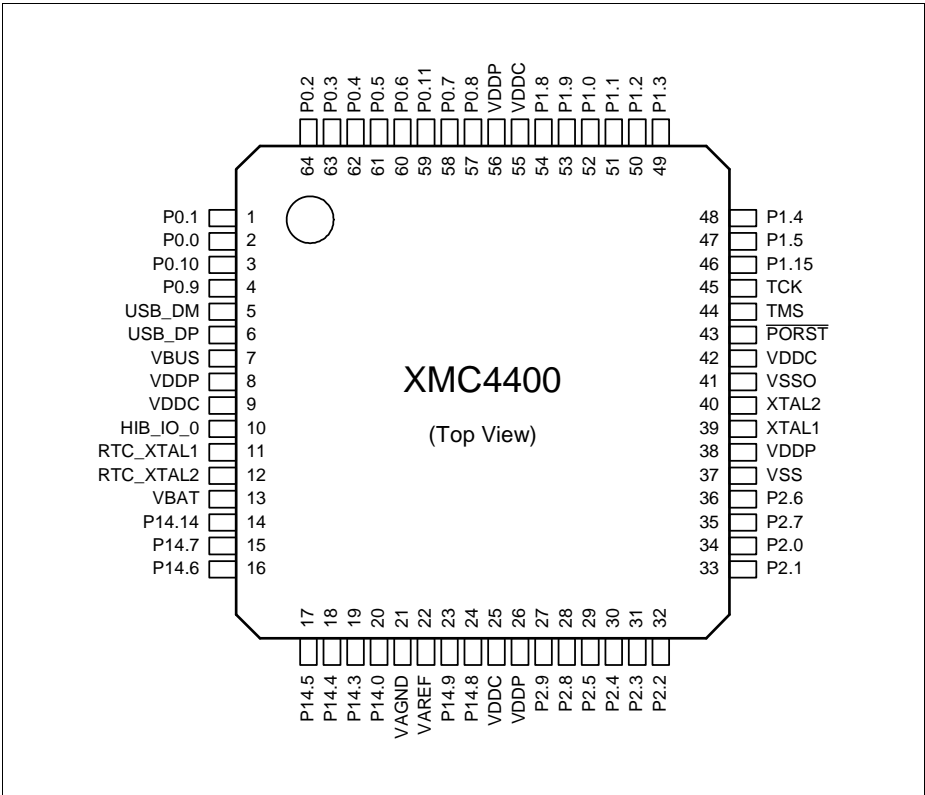 P0.2 P0.3 P0.4 P0.5 P0.6 P0.11 P0.7 P0.8 VDDP VDDC P1.8 P1.9 P1.0 P1.1 P1.2 P1.3
64 63 62 61 60 59 58 57 56 55 54 53 52 51 50 49
P0.1 1 48 P1.4
P0.0 2 47 P1.5
P0.10 3 46 P1.15
P0.9 4 45 TCK
USB_DM 5 44 TMS
USB_DP 6 43 PORST
VBUS 7 42 VDDC
VDDP 8 41 VSSO
VDDC 9 40 XTAL2
HIB_IO_0 10 39 XTAL1
RTC_XTAL1 11 38 VDDP
RTC_XTAL2 12 37 VSS
VBAT 13 36 P2.6
P14.14 14 35 P2.7
P14.7 15 34 P2.0
P14.6 16 33 P2.1
XMC4400
(Top View)
17 18 19 20 21 22 23 24 25 26 27 28 29 30 31 32
P14.5 P14.4 P14.3 P14.0 VAGND VAREF P14.9 P14.8 VDDC VDDP P2.9 P2.8 P2.5 P2.4 P2.3 P2.2